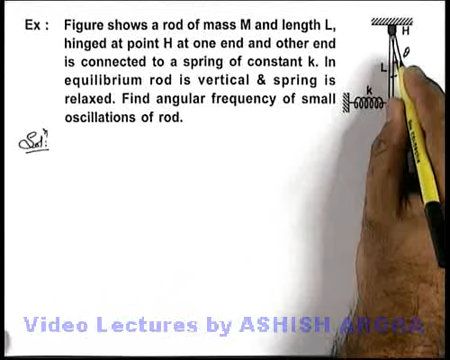 Ex : Figure shows a rod of mass M and length L,
hinged at point H at one end and other end
is connected to a spring of constant k. In
equilibrium rod is vertical & spring is
relaxed. Find angular frequency of small
oscillations of rod.
H
θ
L
k
Sol:
Video Lectures by ASHISH ARORA